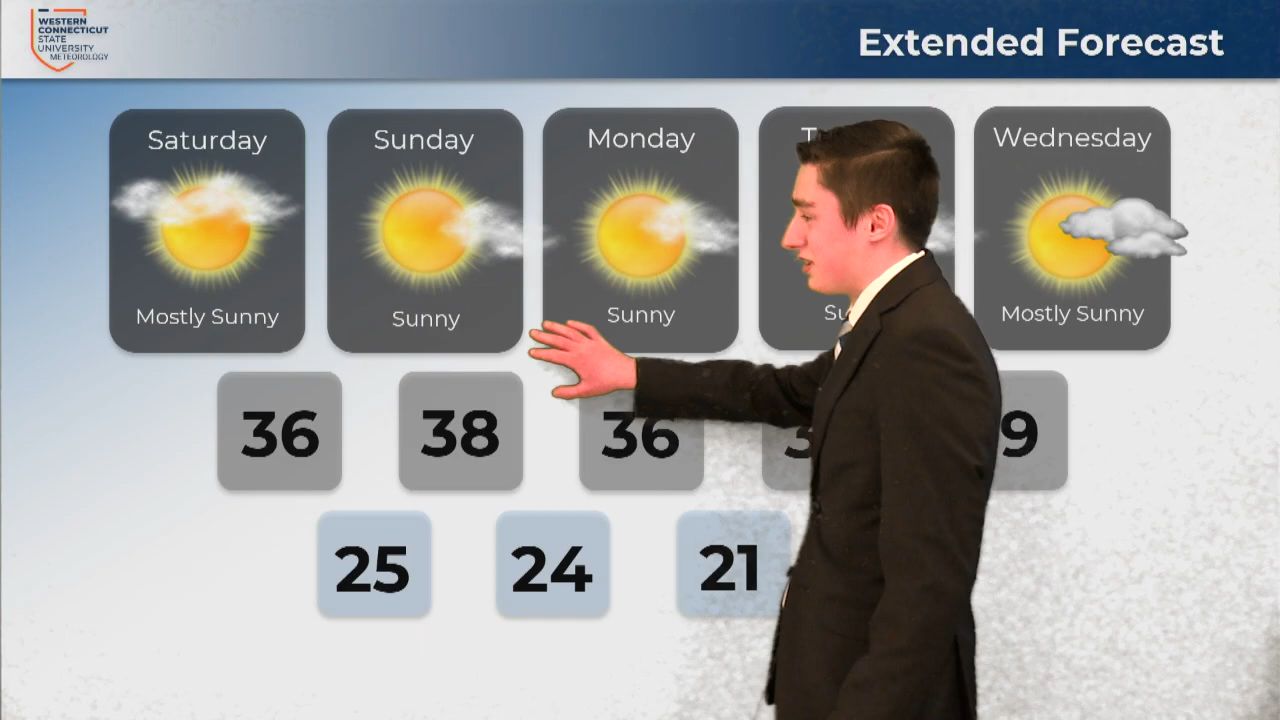 WESTERN
CONNECTICUT
STATE
UNIVERSITY
METEOROLOGY
Extended Forecast
Saturday
Sunday
Monday
Wednesday
Mostly Sunny
Sunny
Sunny
Mostly Sunny
36
38
36
9
25
24
21